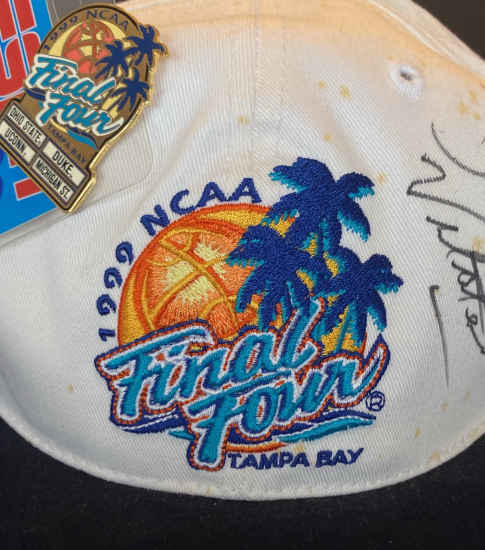 1999 NCAA
Final
Four
TAMPA BAY
OHIO STATE, DUKE,
UCONN, MICHIGAN ST.
1999 NCAA
Final
Four®
TAMPA BAY